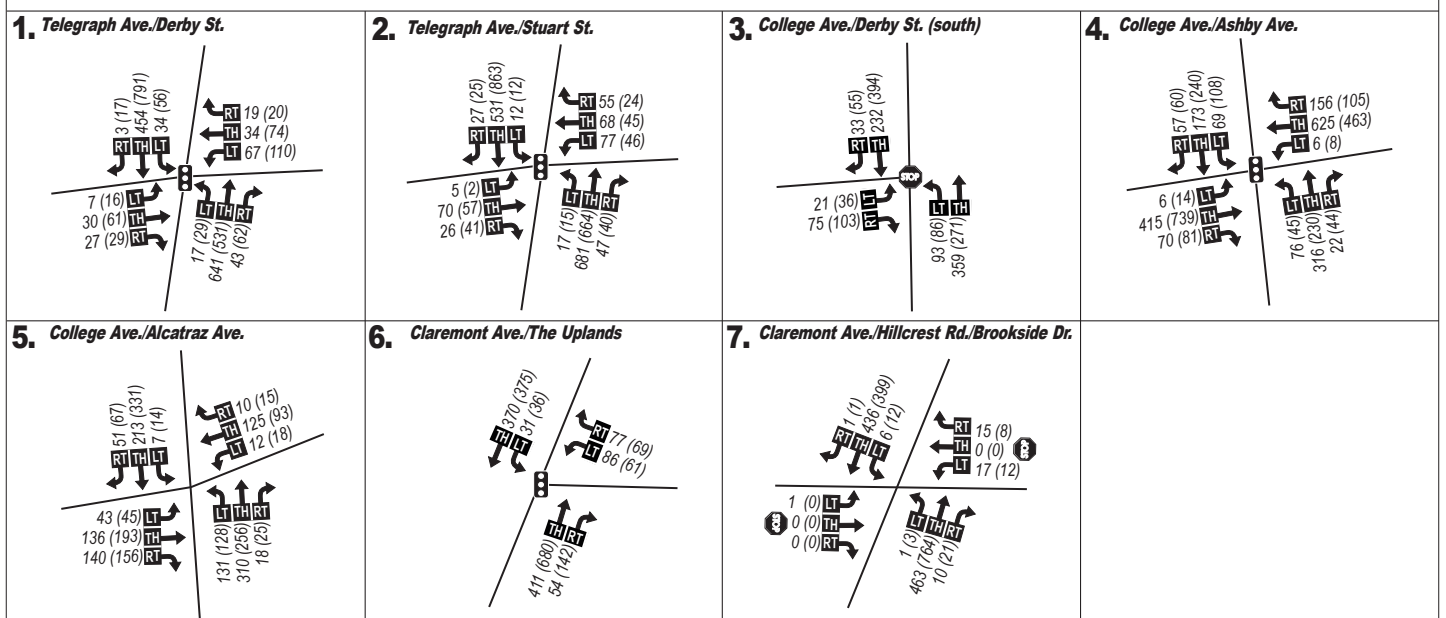 1. Telegraph Ave./Derby St.
3 (17)
454 (791)
34 (56)
RT TH LT
RT 19 (20)
TH 34 (74)
LT 67 (110)
7 (16) LT
30 (61) TH
27 (29) RT
LT TH RT
17 (29)
641 (531)
43 (62)
2. Telegraph Ave./Stuart St.
27 (25)
531 (863)
12 (12)
RT TH LT
RT 55 (24)
TH 68 (45)
LT 77 (46)
5 (2) LT
70 (57) TH
26 (41) RT
LT TH RT
17 (15)
681 (664)
47 (40)
3. College Ave./Derby St. (south)
33 (55)
232 (394)
RT TH
STOP
21 (36) LT
75 (103) RT
LT TH
93 (86)
359 (271)
4. College Ave./Ashby Ave.
57 (60)
173 (240)
69 (108)
RT TH LT
RT 156 (105)
TH 625 (463)
LT 6 (8)
6 (14) LT
415 (739) TH
70 (81) RT
LT TH RT
76 (45)
316 (230)
22 (44)
5. College Ave./Alcatraz Ave.
51 (67)
213 (331)
7 (14)
RT TH LT
RT 10 (15)
TH 125 (93)
LT 12 (18)
43 (45) LT
136 (193) TH
140 (156) RT
LT TH RT
131 (128)
310 (256)
18 (25)
6. Claremont Ave./The Uplands
370 (375)
31 (36)
TH LT
RT 77 (69)
LT 86 (61)
TH RT
411 (680)
54 (142)
7. Claremont Ave./Hillcrest Rd./Brookside Dr.
1 (1)
436 (399)
6 (12)
RT TH LT
RT 15 (8)
TH 0 (0) STOP
LT 17 (12)
1 (0) LT
STOP 0 (0) TH
0 (0) RT
LT TH RT
1 (3)
463 (764)
10 (21)